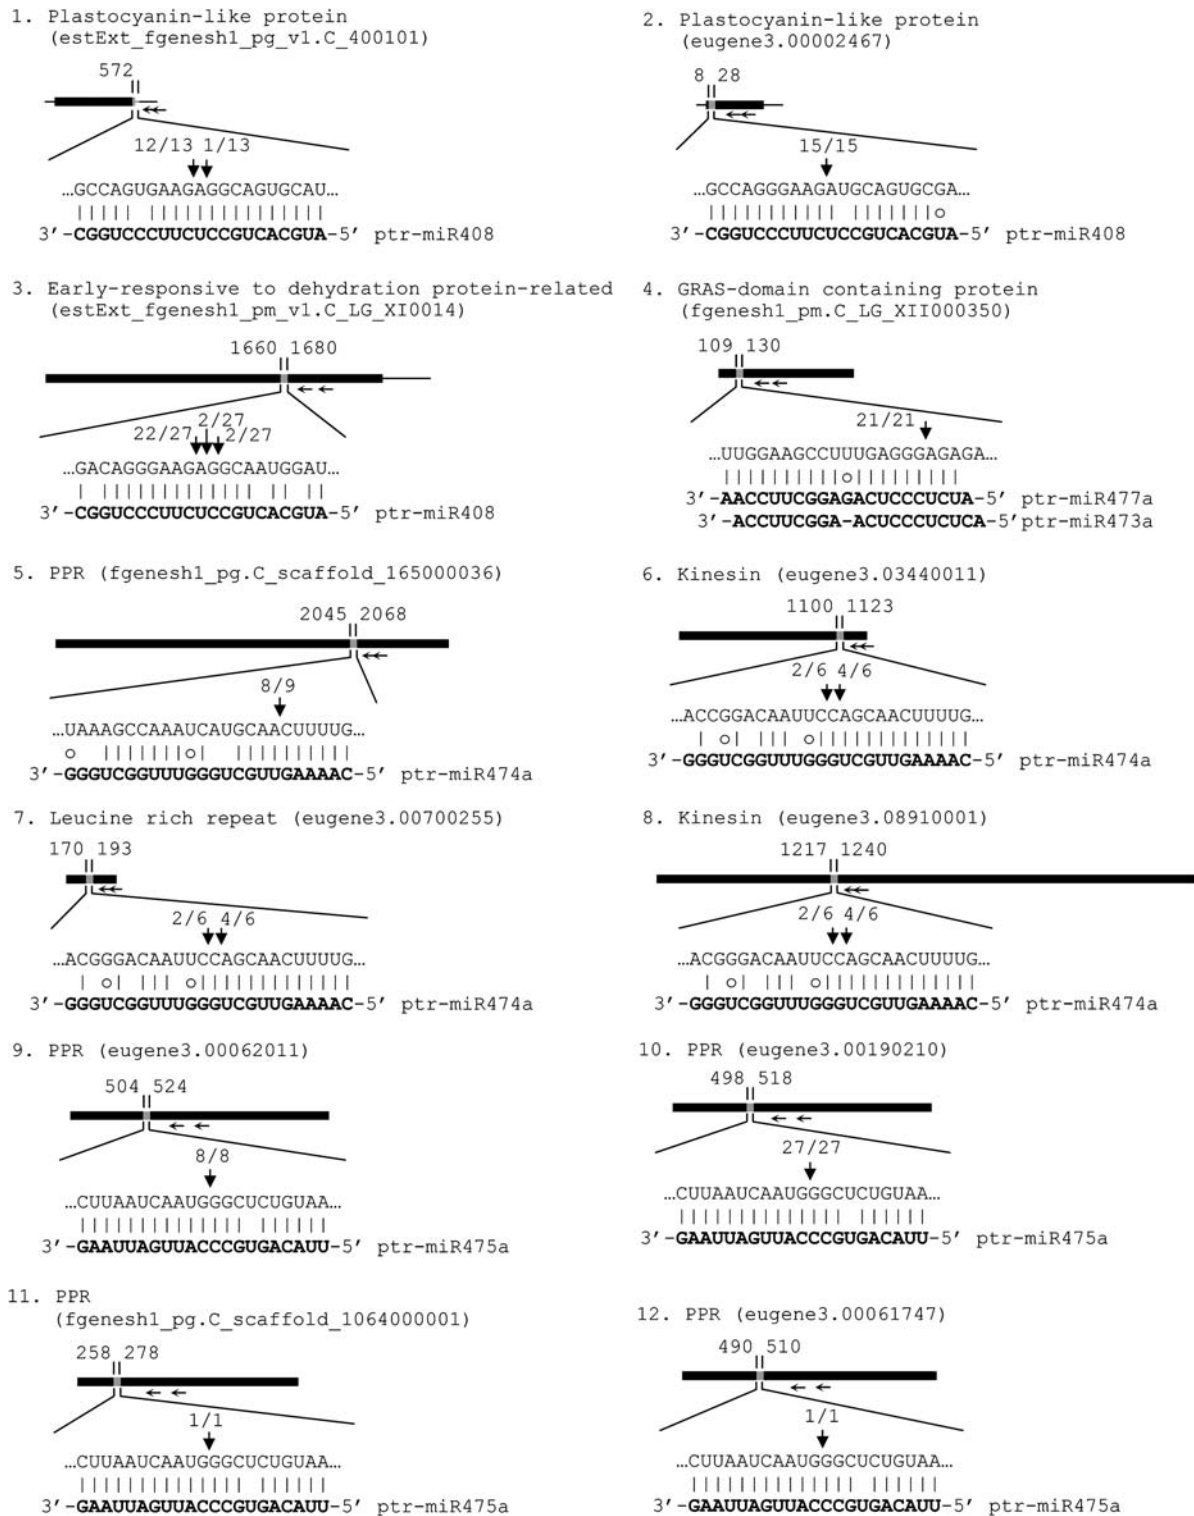 1. Plastocyanin-like protein
(estExt_fgenesh1_pg_v1.C_400101)
572
12/13 1/13
…GCCAGUGAAGAGGCAGUGCAU…
3′-CGGUCCCUUCUCCGUCACGUA-5′ ptr-miR408
2. Plastocyanin-like protein
(eugene3.00002467)
8 28
15/15
…GCCAGGGAAGAUGCAGUGCGA…
3′-CGGUCCCUUCUCCGUCACGUA-5′ ptr-miR408
3. Early-responsive to dehydration protein-related
(estExt_fgenesh1_pm_v1.C_LG_XI0014)
1660 1680
2/27
22/27 2/27
…GACAGGGAAGAGGCAAUGGAU…
3′-CGGUCCCUUCUCCGUCACGUA-5′ ptr-miR408
4. GRAS-domain containing protein
(fgenesh1_pm.C_LG_XII000350)
109 130
21/21
…UUGGAAGCCUUUGAGGGAGAGA…
3′-AACCUUCGGAGACUCCCUCUA-5′ ptr-miR477a
3′-ACCUUCGGA-ACUCCCUCUCA-5′ptr-miR473a
5. PPR (fgenesh1_pg.C_scaffold_165000036)
2045 2068
8/9
…UAAAGCCAAAUCAUGCAACUUUUG…
3′-GGGUCGGUUUGGGUCGUUGAAAAC-5′ ptr-miR474a
6. Kinesin (eugene3.03440011)
1100 1123
2/6 4/6
…ACCGGACAAUUCCAGCAACUUUUG…
3′-GGGUCGGUUUGGGUCGUUGAAAAC-5′ ptr-miR474a
7. Leucine rich repeat (eugene3.00700255)
170 193
2/6 4/6
…ACGGGACAAUUCCAGCAACUUUUG…
3′-GGGUCGGUUUGGGUCGUUGAAAAC-5′ ptr-miR474a
8. Kinesin (eugene3.08910001)
1217 1240
2/6 4/6
…ACGGGACAAUUCCAGCAACUUUUG…
3′-GGGUCGGUUUGGGUCGUUGAAAAC-5′ ptr-miR474a
9. PPR (eugene3.00062011)
504 524
8/8
…CUUAAUCAAUGGGCUCUGUAA…
3′-GAAUUAGUUACCCGUGACAUU-5′ ptr-miR475a
10. PPR (eugene3.00190210)
498 518
27/27
…CUUAAUCAAUGGGCUCUGUAA…
3′-GAAUUAGUUACCCGUGACAUU-5′ ptr-miR475a
11. PPR
(fgenesh1_pg.C_scaffold_1064000001)
258 278
1/1
…CUUAAUCAAUGGGCUCUGUAA…
3′-GAAUUAGUUACCCGUGACAUU-5′ ptr-miR475a
12. PPR (eugene3.00061747)
490 510
1/1
…CUUAAUCAAUGGGCUCUGUAA…
3′-GAAUUAGUUACCCGUGACAUU-5′ ptr-miR475a